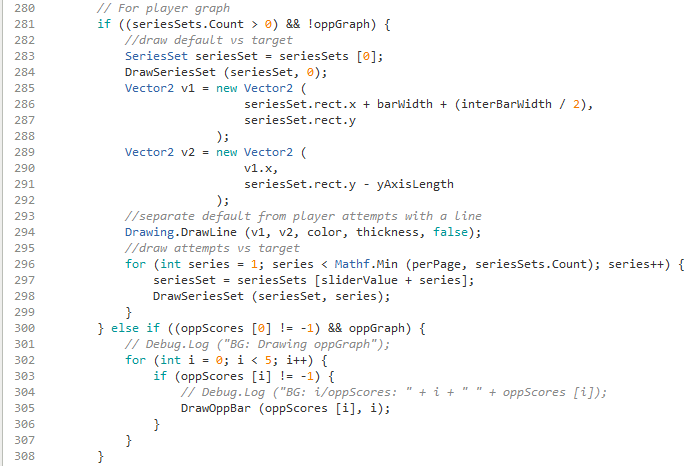 280         // For player graph
281         if ((seriesSets.Count > 0) && !oppGraph) {
282             //draw default vs target
283             SeriesSet seriesSet = seriesSets [0];
284             DrawSeriesSet (seriesSet, 0);
285             Vector2 v1 = new Vector2 (
286                              seriesSet.rect.x + barWidth + (interBarWidth / 2),
287                              seriesSet.rect.y
288                          );
289             Vector2 v2 = new Vector2 (
290                              v1.x,
291                              seriesSet.rect.y - yAxisLength
292                          );
293             //separate default from player attempts with a line
294             Drawing.DrawLine (v1, v2, color, thickness, false);
295             //draw attempts vs target
296             for (int series = 1; series < Mathf.Min (perPage, seriesSets.Count); series++) {
297                 seriesSet = seriesSets [sliderValue + series];
298                 DrawSeriesSet (seriesSet, series);
299             }
300         } else if ((oppScores [0] != -1) && oppGraph) {
301             // Debug.Log ("BG: Drawing oppGraph");
302             for (int i = 0; i < 5; i++) {
303                 if (oppScores [i] != -1) {
304                     // Debug.Log ("BG: i/oppScores: " + i + " " + oppScores [i]);
305                     DrawOppBar (oppScores [i], i);
306                 }
307             }
308         }